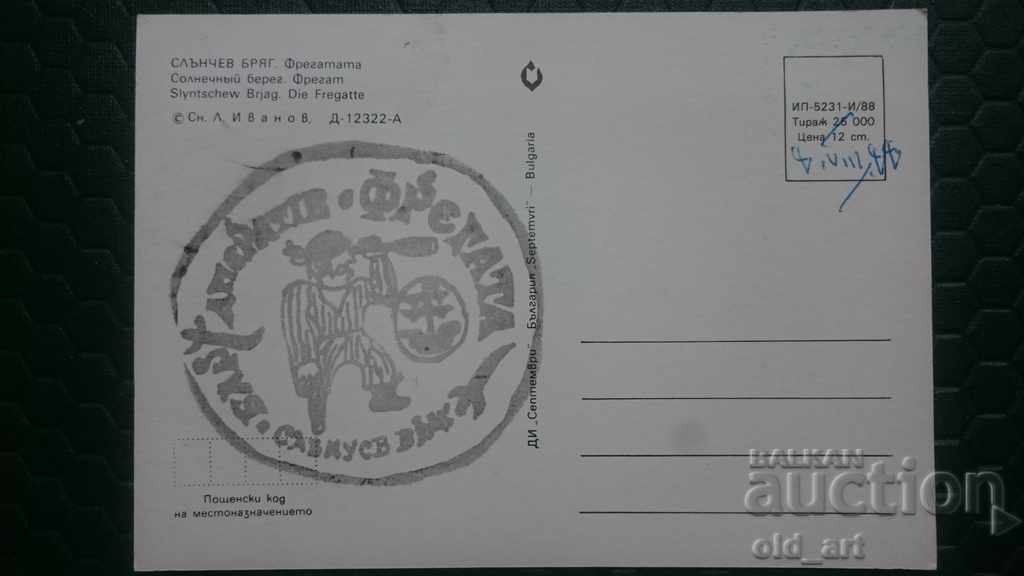 СЛЪНЧЕВ БРЯГ. Фрегатата
Солнечный берег. Фрегат
Slyntschew Brjag. Die Fregatte
© Сн. Л. Иванов, Д-12322-А
ИП-5231-И/88
Тираж 25 000
Цена 12 ст.
ФРЕГАТА
ДИ „Септември" — България „Septemvri" — Bulgaria
Пощенски код
на местоназначението
BALKAN
auction
old_art